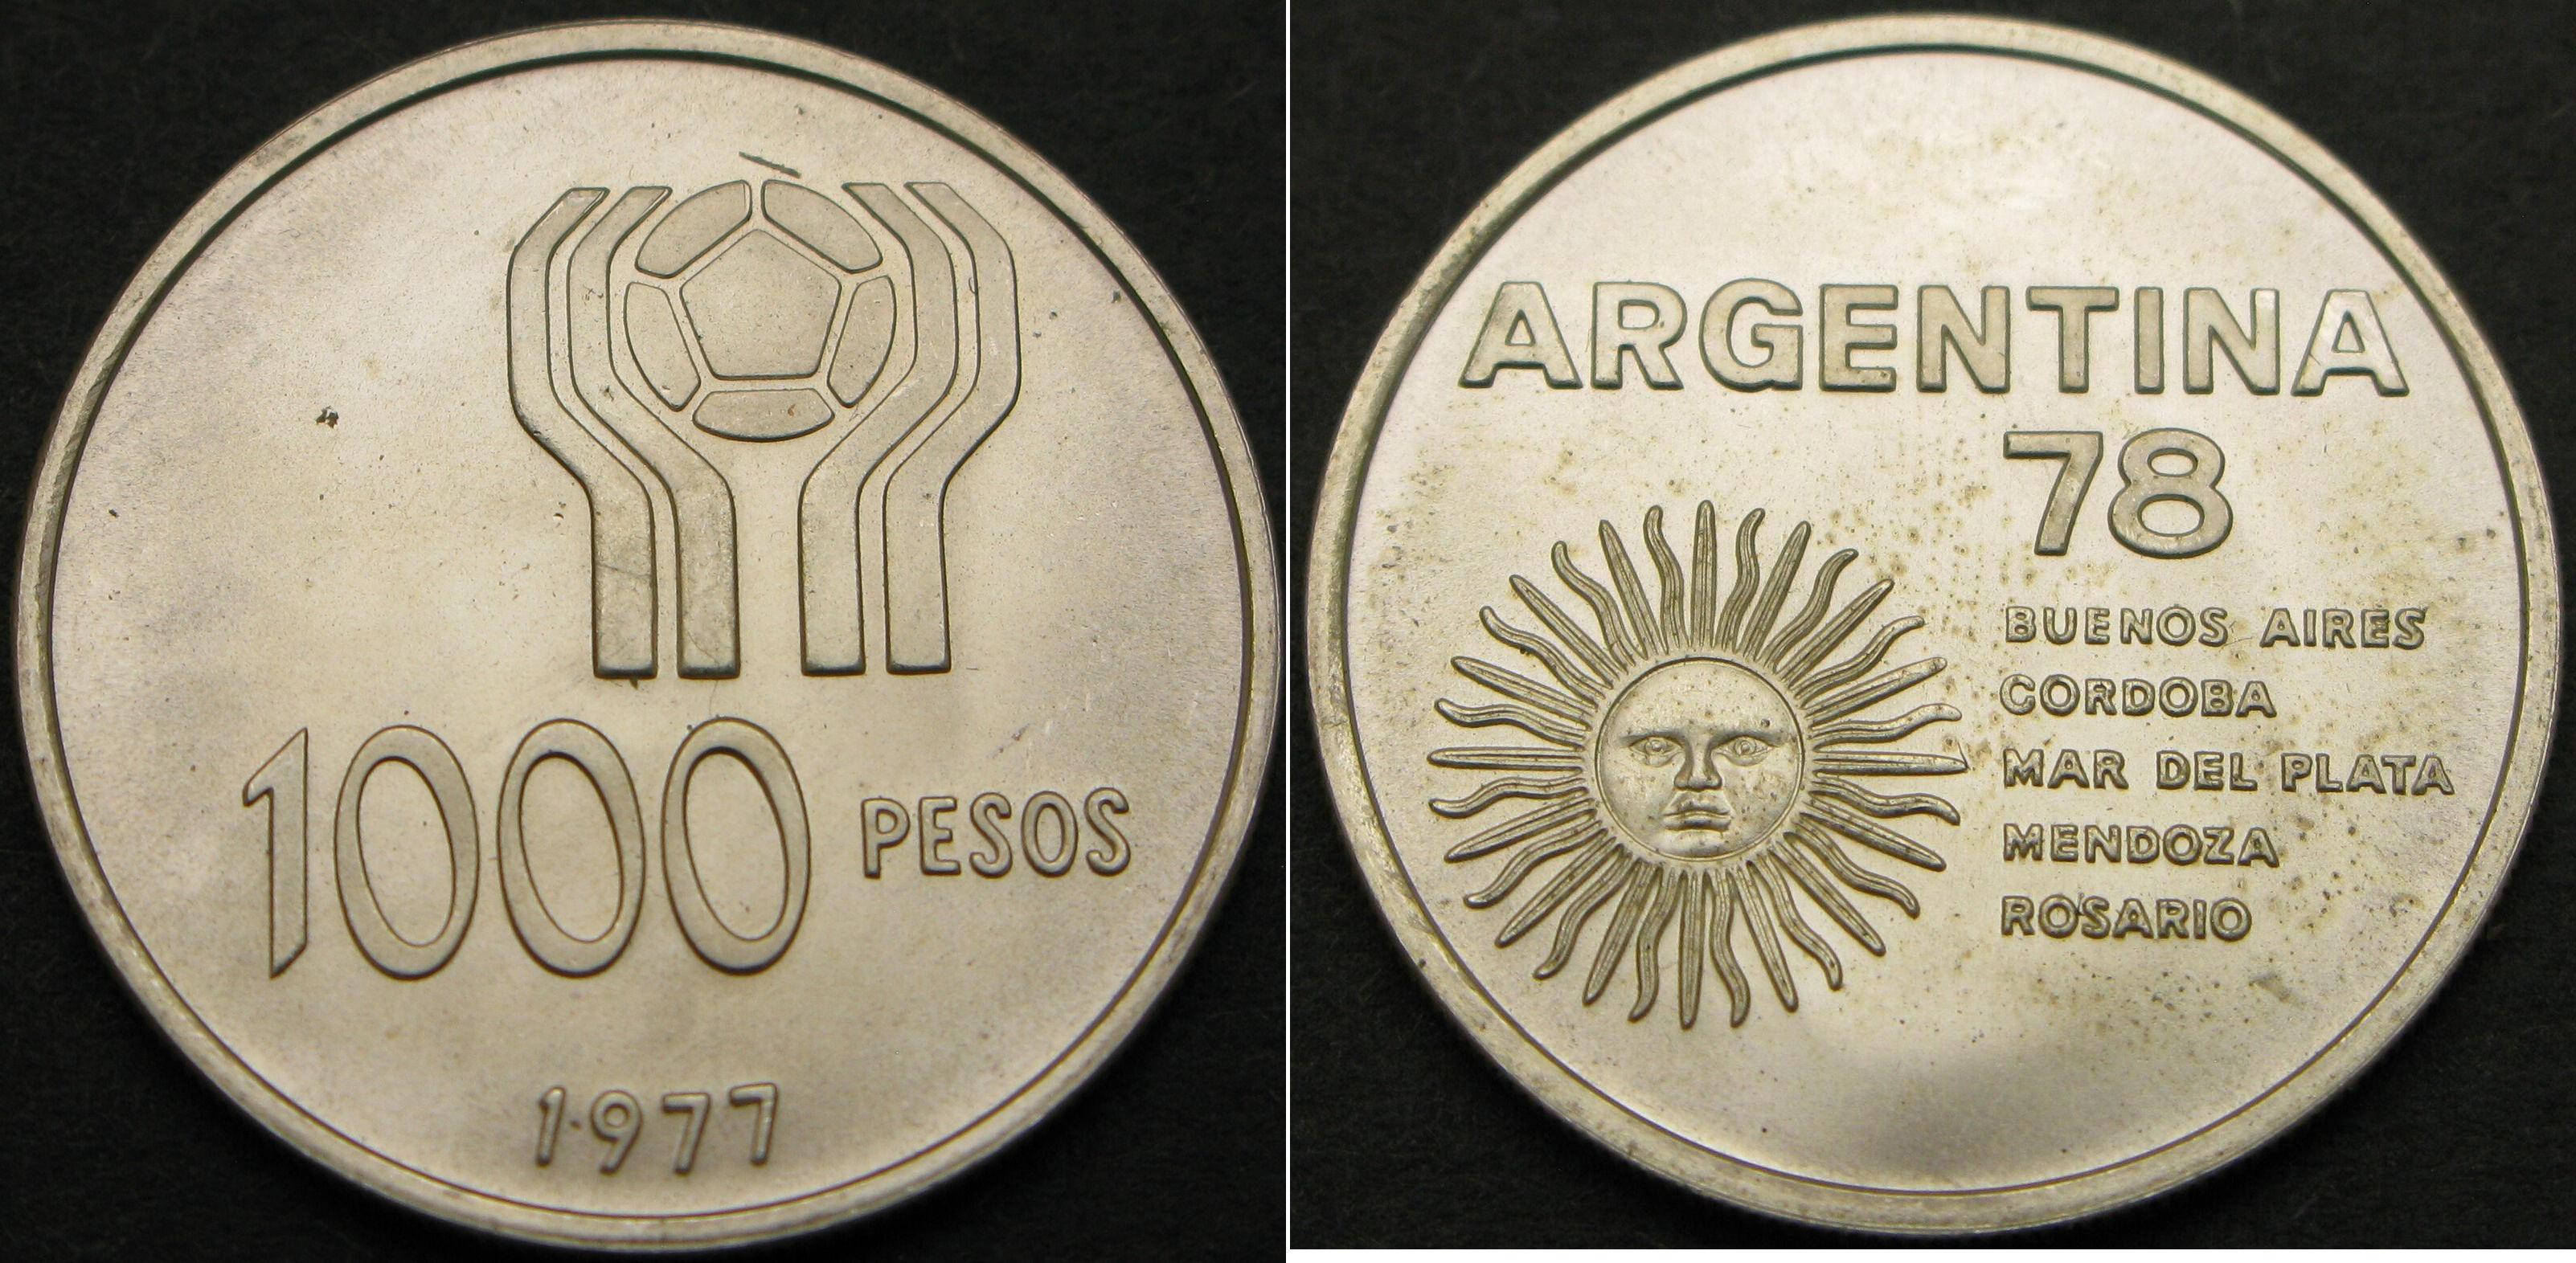 1000 PESOS
1·977
ARGENTINA
78
BUENOS AIRES
CORDOBA
MAR DEL PLATA
MENDOZA
ROSARIO